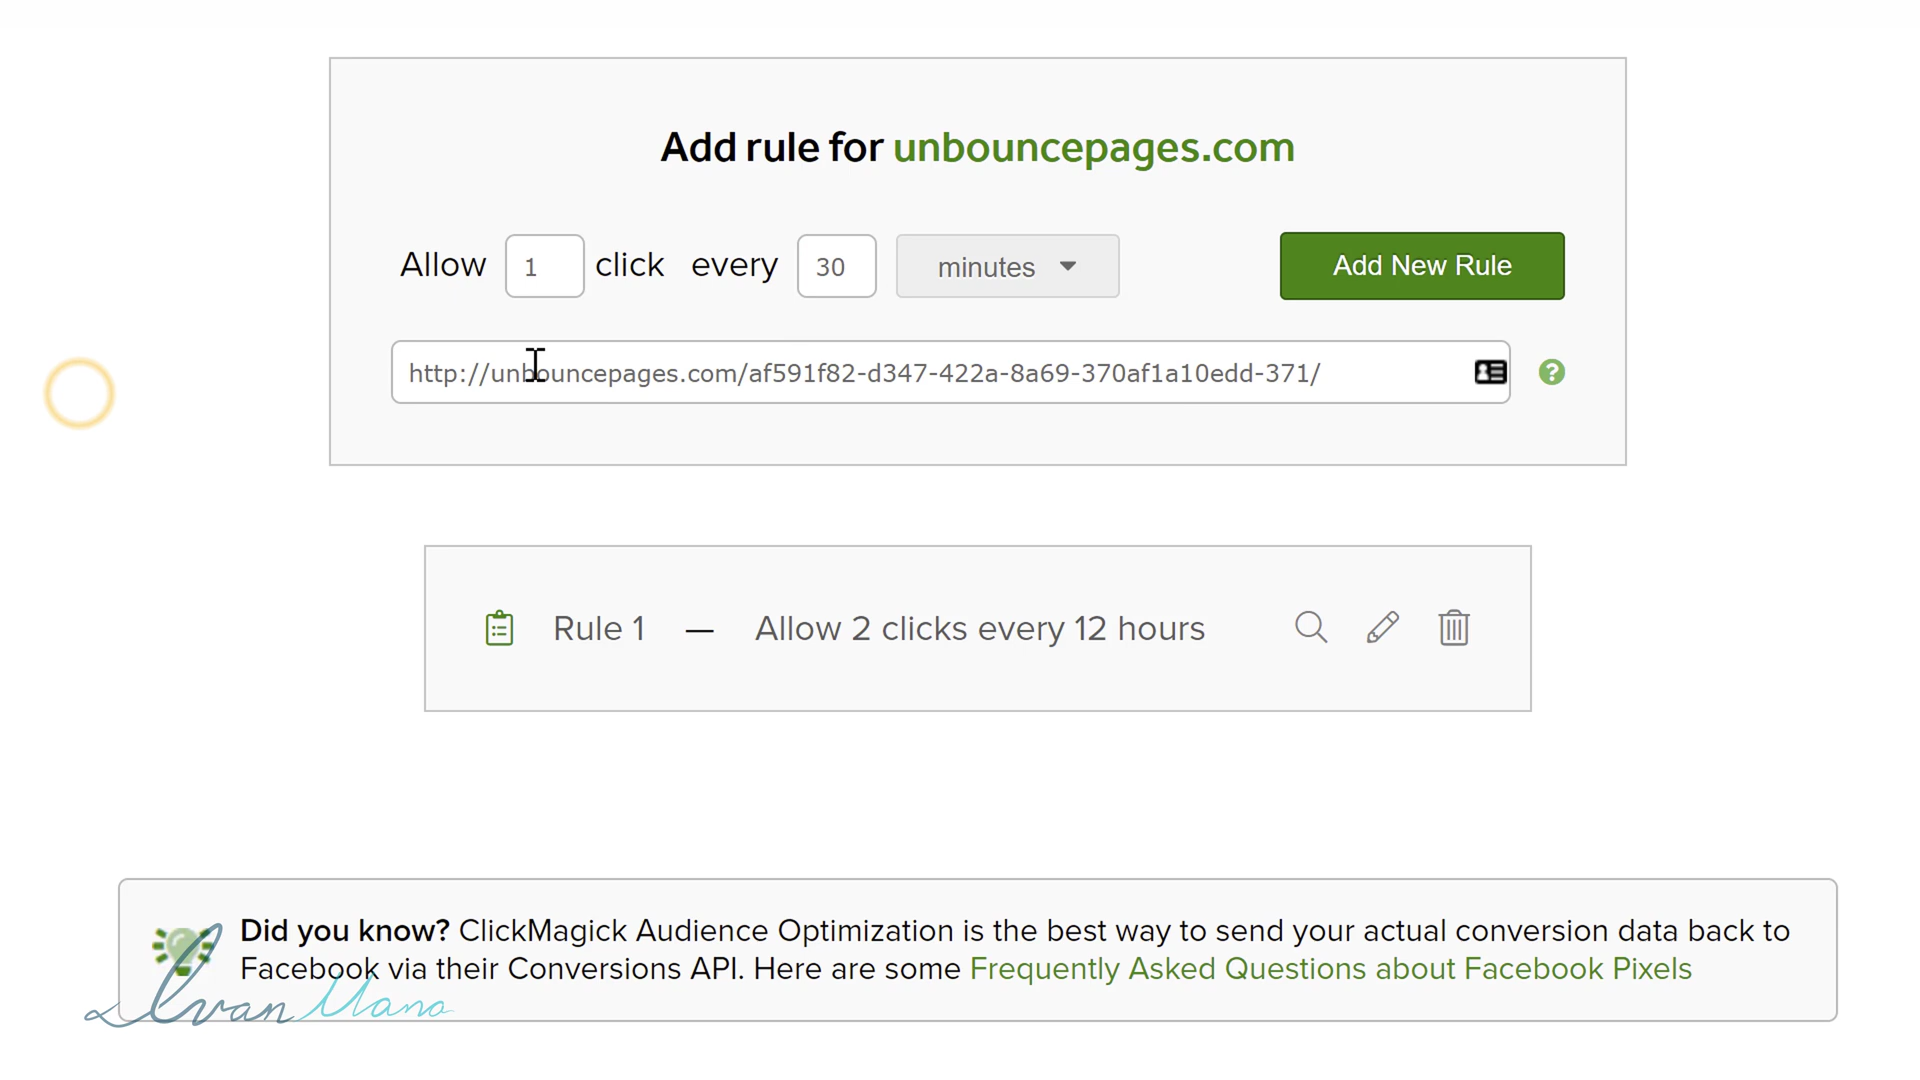 Add rule for unbouncepages.com
Allow 1 click every 30 minutes Add New Rule
http://unbouncepages.com/af591f82-d347-422a-8a69-370af1a10edd-371/ ?
Rule 1 — Allow 2 clicks every 12 hours
Did you know? ClickMagick Audience Optimization is the best way to send your actual conversion data back to
Facebook via their Conversions API. Here are some Frequently Asked Questions about Facebook Pixels
Ivan Mana